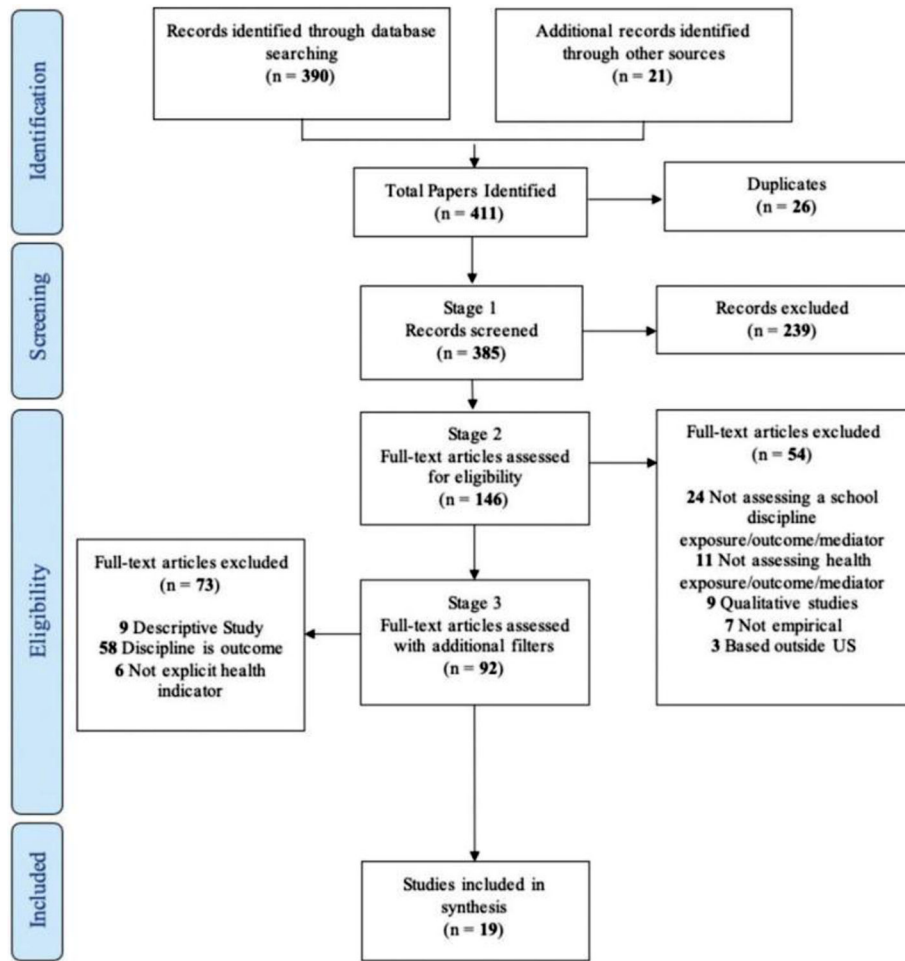 Identification
Records identified through database
searching
(n = 390)
Additional records identified
through other sources
(n = 21)
Total Papers Identified
(n = 411)
Duplicates
(n = 26)
Screening
Stage 1
Records screened
(n = 385)
Records excluded
(n = 239)
Eligibility
Stage 2
Full-text articles assessed
for eligibility
(n = 146)
Full-text articles excluded
(n = 54)
24 Not assessing a school
discipline
exposure/outcome/mediator
11 Not assessing health
exposure/outcome/mediator
9 Qualitative studies
7 Not empirical
3 Based outside US
Full-text articles excluded
(n = 73)
9 Descriptive Study
58 Discipline is outcome
6 Not explicit health
indicator
Stage 3
Full-text articles assessed
with additional filters
(n = 92)
Included
Studies included in
synthesis
(n = 19)